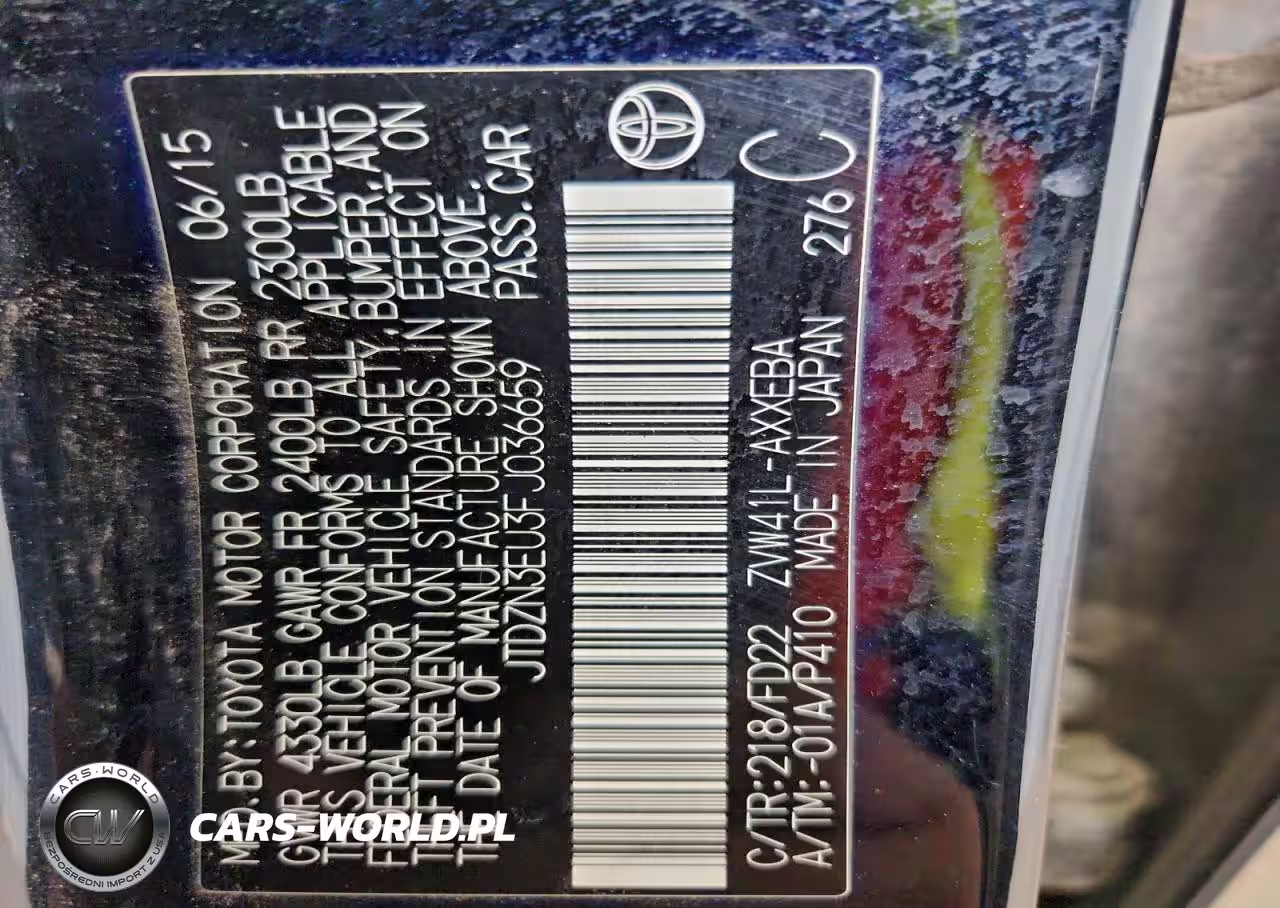 MFD.BY:TOYOTA MOTOR CORPORATION 06/15
GVWR 4330LB GAWR FR 2400LB RR 2300LB
THIS VEHICLE CONFORMS TO ALL APPLICABLE
FEDERAL MOTOR VEHICLE SAFETY,BUMPER,AND
THEFT PREVENTION STANDARDS IN EFFECT ON
THE DATE OF MANUFACTURE SHOWN ABOVE.
JTDZN3EU3FJ036659 PASS.CAR
C/TR:218/FD22 ZVW41L-AXXEBA C
A/TM:-01A/P410 MADE IN JAPAN 276
CARS-WORLD
CW
BEZPOŚREDNI IMPORT Z USA
CARS-WORLD.PL